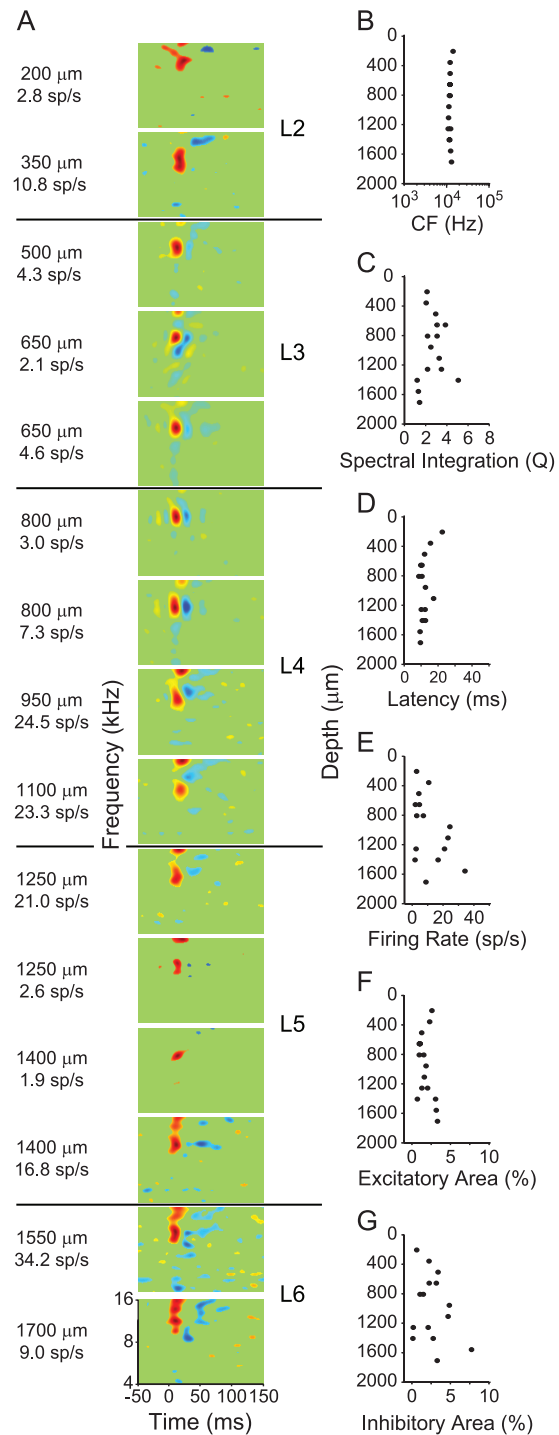 A
200 μm
2.8 sp/s
350 μm
10.8 sp/s
L2
500 μm
4.3 sp/s
650 μm
2.1 sp/s
650 μm
4.6 sp/s
L3
800 μm
3.0 sp/s
800 μm
7.3 sp/s
950 μm
24.5 sp/s
1100 μm
23.3 sp/s
L4
1250 μm
21.0 sp/s
1250 μm
2.6 sp/s
1400 μm
1.9 sp/s
1400 μm
16.8 sp/s
L5
1550 μm
34.2 sp/s
1700 μm
9.0 sp/s
L6
Frequency (kHz)
16
8
4
-50 0 50 100 150
Time (ms)
Depth (μm)
B
0
400
800
1200
1600
2000
10³ 10⁴ 10⁵
CF (Hz)
C
0
400
800
1200
1600
2000
0 2 4 6 8
Spectral Integration (Q)
D
0
400
800
1200
1600
2000
0 20 40
Latency (ms)
E
0
400
800
1200
1600
2000
0 20 40
Firing Rate (sp/s)
F
0
400
800
1200
1600
2000
0 5 10
Excitatory Area (%)
G
0
400
800
1200
1600
2000
0 5 10
Inhibitory Area (%)